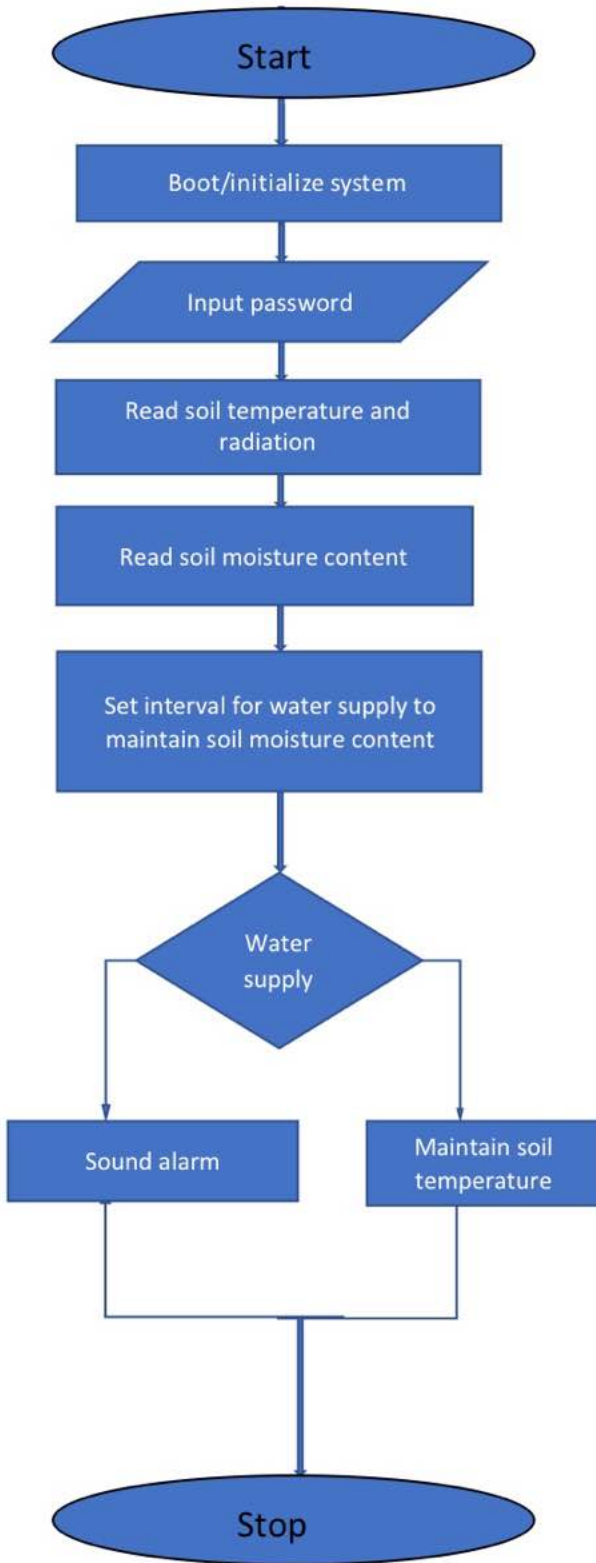 Start
Boot/initialize system
Input password
Read soil temperature and
radiation
Read soil moisture content
Set interval for water supply to
maintain soil moisture content
Water
supply
Sound alarm
Maintain soil
temperature
Stop